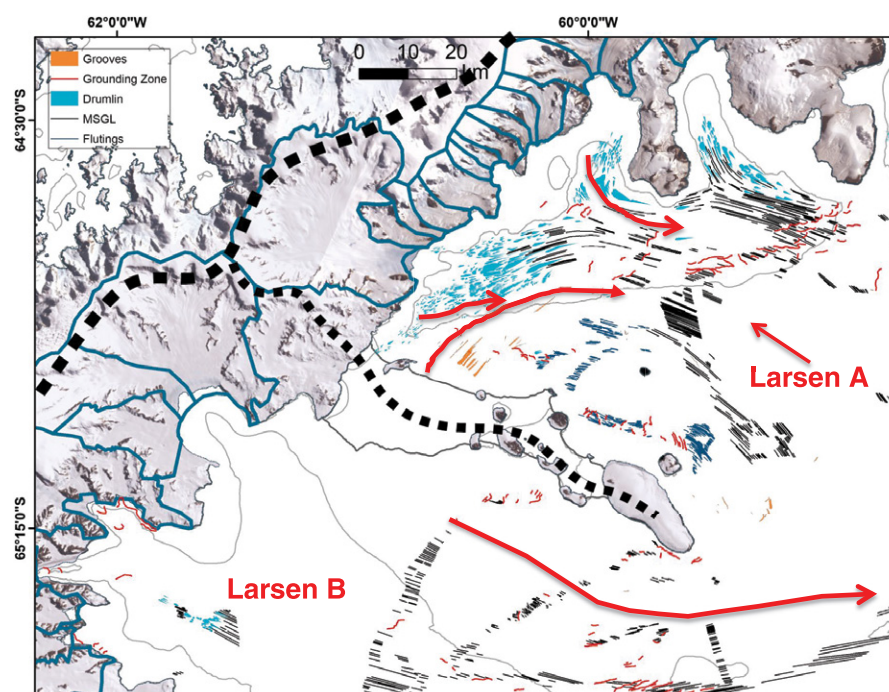 62°0'0"W
60°0'0"W
Grooves
Grounding Zone
Drumlin
MSGL
Flutings
0 10 20
km
64°30'0"S
Larsen A
65°15'0"S
Larsen B